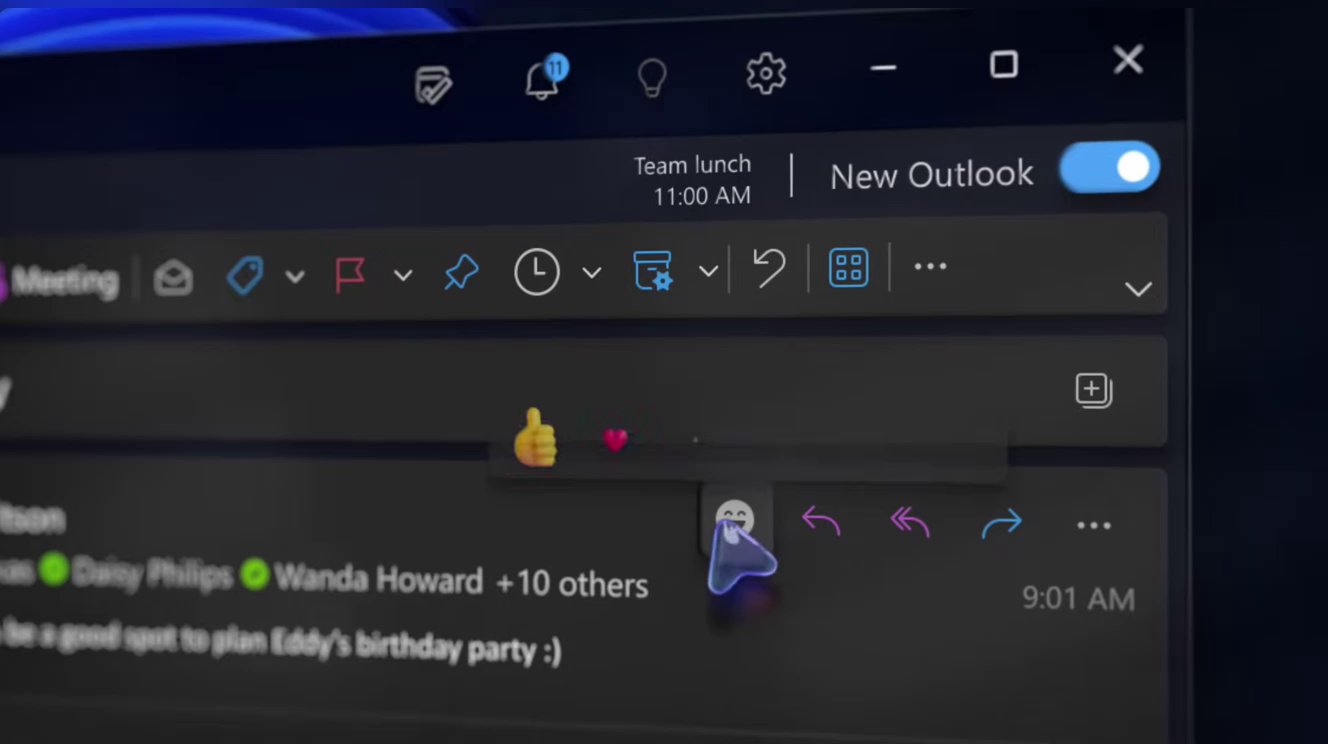 11
Team lunch
11:00 AM
New Outlook
Meeting
Daisy Philips Wanda Howard +10 others
9:01 AM
be a good spot to plan Eddy's birthday party :)